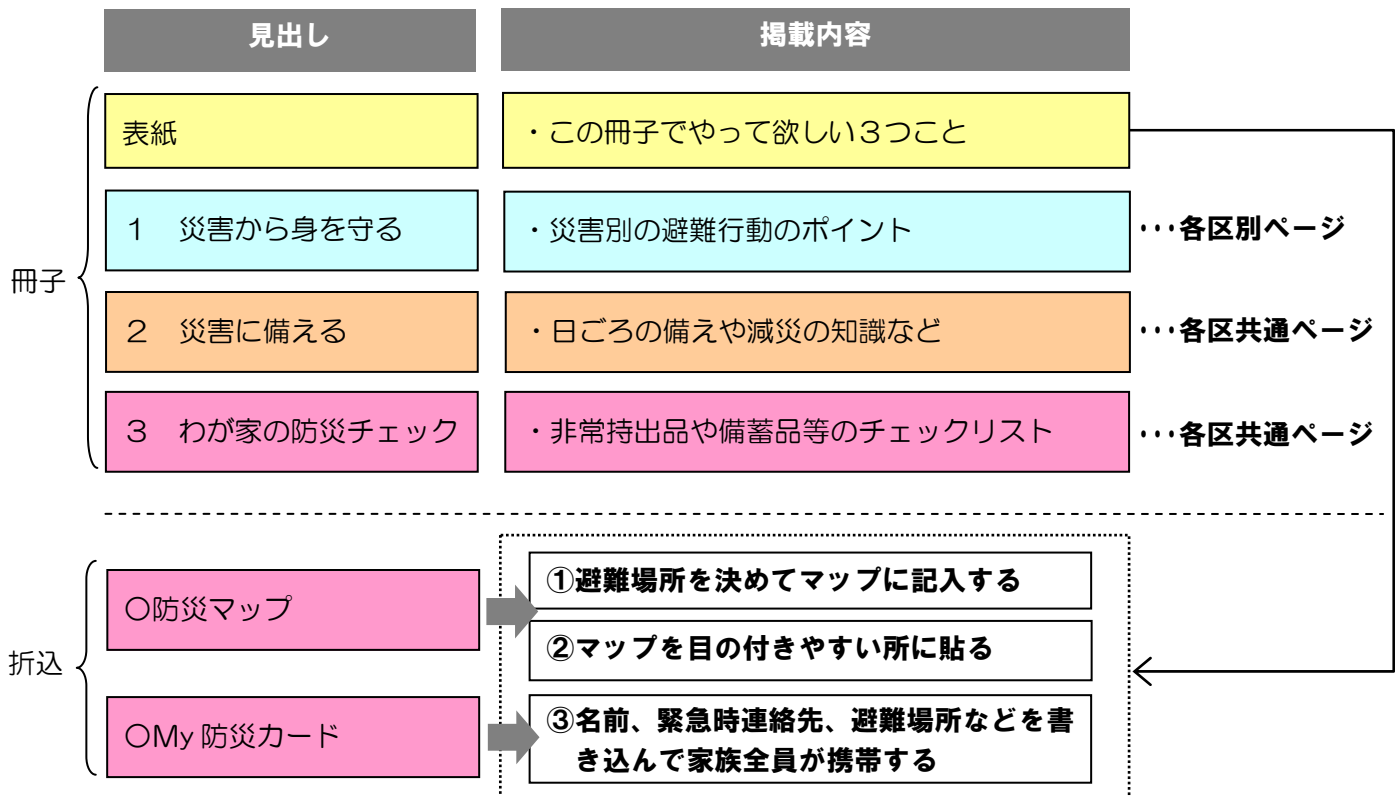 見出し
掲載内容
冊子
表紙
・この冊子でやって欲しい３つこと
１　災害から身を守る
・災害別の避難行動のポイント
…各区別ページ
２　災害に備える
・日ごろの備えや減災の知識など
…各区共通ページ
３　わが家の防災チェック
・非常持出品や備蓄品等のチェックリスト
…各区共通ページ
折込
〇防災マップ
①避難場所を決めてマップに記入する
②マップを目の付きやすい所に貼る
〇My 防災カード
③名前、緊急時連絡先、避難場所などを書
き込んで家族全員が携帯する